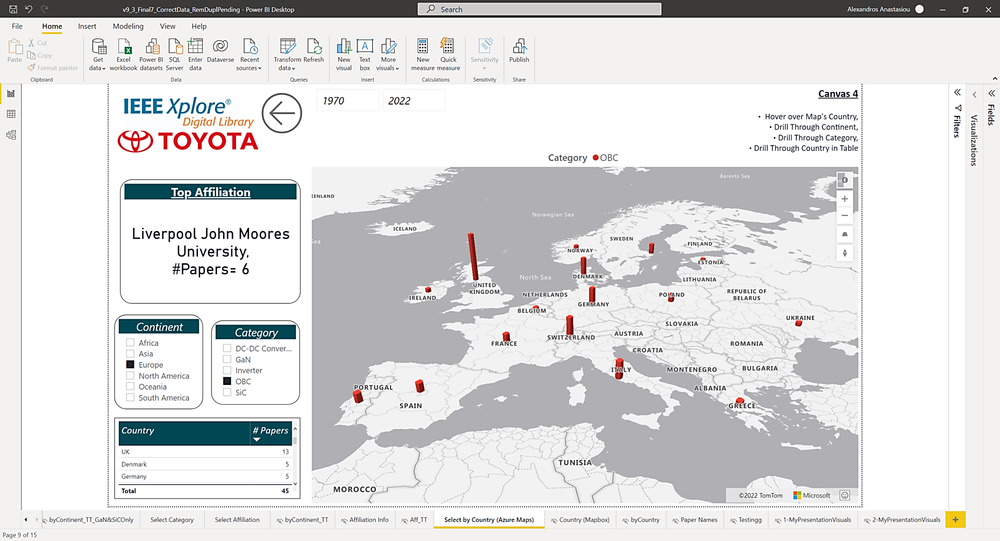 v9_3_Final7_CorrectData_RemDuplPending - Power BI Desktop
Search
Alexandros Anastasiou
File
Home
Insert
Modeling
View
Help
Paste
Cut
Copy
Format painter
Clipboard
Get data
Excel workbook
Power BI datasets
SQL Server
Enter data
Dataverse
Recent sources
Data
Transform data
Refresh
Queries
New visual
Text box
More visuals
Insert
New measure
Quick measure
Calculations
Sensitivity
Sensitivity
Publish
Share
IEEE Xplore®
Digital Library
TOYOTA
1970
2022
Canvas 4
• Hover over Map's Country,
• Drill Through Continent,
• Drill Through Category,
• Drill Through Country in Table
Category OBC
Top Affiliation
Liverpool John Moores
University,
#Papers= 6
Continent
Africa
Asia
Europe
North America
Oceania
South America
Category
DC-DC Conver...
GaN
Inverter
OBC
SiC
Country # Papers
UK 13
Denmark 5
Germany 5
Total 45
Barents Sea
EENLAND
Norwegian Sea
ICELAND
ea
SWEDEN
FINLAND
NORWAY
ESTONIA
North Sea
DENMARK
LITHUANIA
UNITED
KINGDOM
IRELAND
NETHERLANDS
POLAND
REPUBLIC OF
BELARUS
GERMANY
BELGIUM
UKRAINE
SLOVAKIA
AUSTRIA
SWITZERLAND
FRANCE
ROMANIA
CROATIA
ITALY
MONTENEGRO
BULGARIA
PORTUGAL
ALBANIA
SPAIN
GREECE
TUNISIA
MOROCCO
©2022 TomTom
Microsoft
Filters
Visualizations
Fields
byContinent_TT_GaN&SiCOnly
Select Category
Select Affiliation
byContinent_TT
Affiliation Info
Aff_TT
Select by Country (Azure Maps)
Country (Mapbox)
byCountry
Paper Names
Testingg
1-MyPresentationVisuals
2-MyPresentationVisuals
Page 9 of 15